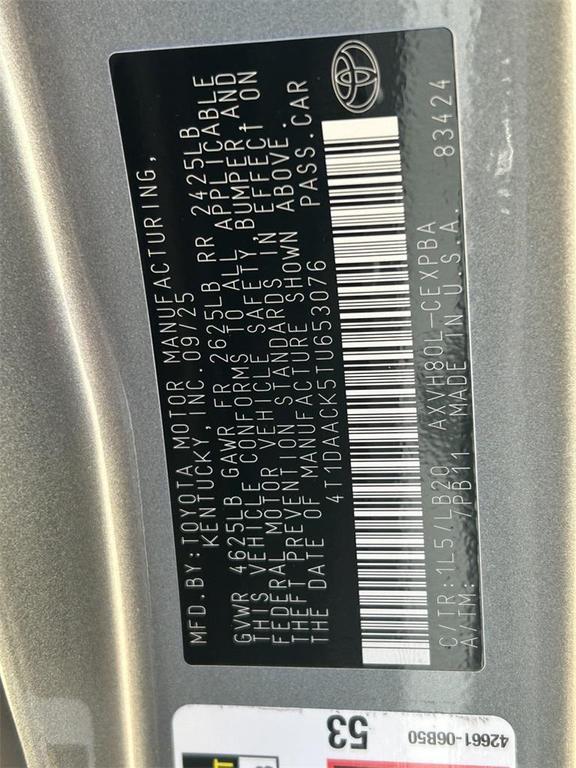 MFD.BY:TOYOTA MOTOR MANUFACTURING,
KENTUCKY, INC.09/25
GVWR 4625LB GAWR FR 2625LB RR 2425LB
THIS VEHICLE CONFORMS TO ALL APPLICABLE
FEDERAL MOTOR VEHICLE SAFETY,BUMPER,AND
THEFT PREVENTION STANDARDS IN EFFECT ON
THE DATE OF MANUFACTURE SHOWN ABOVE.
4T1DAACK5TU653076 PASS.CAR
C/TR:1L5/LB20 AXVH80L-CEXPBA
A/TM: 7PB11 MADE IN U.S.A. 83424
53
42661-06B50